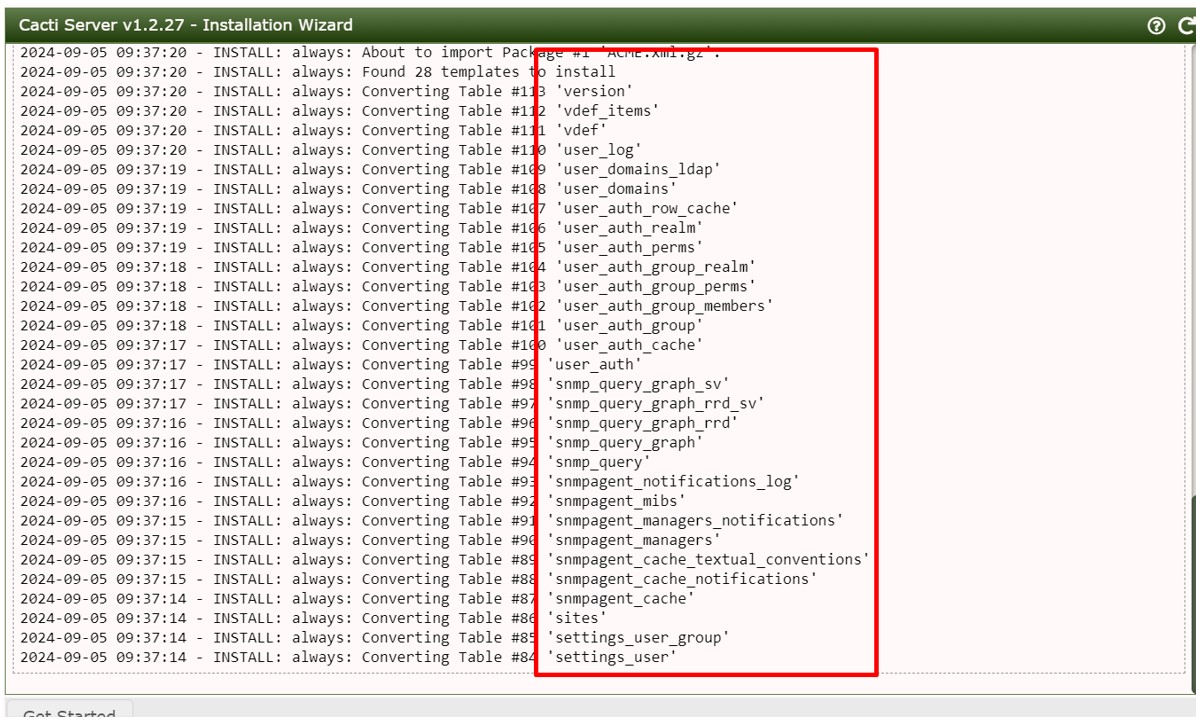 Cacti Server v1.2.27 - Installation Wizard
2024-09-05 09:37:20 - INSTALL: always: About to import Package #1 'ACME.xml.gz'.
2024-09-05 09:37:20 - INSTALL: always: Found 28 templates to install
2024-09-05 09:37:20 - INSTALL: always: Converting Table #113 'version'
2024-09-05 09:37:20 - INSTALL: always: Converting Table #112 'vdef_items'
2024-09-05 09:37:20 - INSTALL: always: Converting Table #111 'vdef'
2024-09-05 09:37:20 - INSTALL: always: Converting Table #110 'user_log'
2024-09-05 09:37:19 - INSTALL: always: Converting Table #109 'user_domains_ldap'
2024-09-05 09:37:19 - INSTALL: always: Converting Table #108 'user_domains'
2024-09-05 09:37:19 - INSTALL: always: Converting Table #107 'user_auth_row_cache'
2024-09-05 09:37:19 - INSTALL: always: Converting Table #106 'user_auth_realm'
2024-09-05 09:37:19 - INSTALL: always: Converting Table #105 'user_auth_perms'
2024-09-05 09:37:18 - INSTALL: always: Converting Table #104 'user_auth_group_realm'
2024-09-05 09:37:18 - INSTALL: always: Converting Table #103 'user_auth_group_perms'
2024-09-05 09:37:18 - INSTALL: always: Converting Table #102 'user_auth_group_members'
2024-09-05 09:37:18 - INSTALL: always: Converting Table #101 'user_auth_group'
2024-09-05 09:37:17 - INSTALL: always: Converting Table #100 'user_auth_cache'
2024-09-05 09:37:17 - INSTALL: always: Converting Table #99 'user_auth'
2024-09-05 09:37:17 - INSTALL: always: Converting Table #98 'snmp_query_graph_sv'
2024-09-05 09:37:17 - INSTALL: always: Converting Table #97 'snmp_query_graph_rrd_sv'
2024-09-05 09:37:16 - INSTALL: always: Converting Table #96 'snmp_query_graph_rrd'
2024-09-05 09:37:16 - INSTALL: always: Converting Table #95 'snmp_query_graph'
2024-09-05 09:37:16 - INSTALL: always: Converting Table #94 'snmp_query'
2024-09-05 09:37:16 - INSTALL: always: Converting Table #93 'snmpagent_notifications_log'
2024-09-05 09:37:16 - INSTALL: always: Converting Table #92 'snmpagent_mibs'
2024-09-05 09:37:15 - INSTALL: always: Converting Table #91 'snmpagent_managers_notifications'
2024-09-05 09:37:15 - INSTALL: always: Converting Table #90 'snmpagent_managers'
2024-09-05 09:37:15 - INSTALL: always: Converting Table #89 'snmpagent_cache_textual_conventions'
2024-09-05 09:37:15 - INSTALL: always: Converting Table #88 'snmpagent_cache_notifications'
2024-09-05 09:37:14 - INSTALL: always: Converting Table #87 'snmpagent_cache'
2024-09-05 09:37:14 - INSTALL: always: Converting Table #86 'sites'
2024-09-05 09:37:14 - INSTALL: always: Converting Table #85 'settings_user_group'
2024-09-05 09:37:14 - INSTALL: always: Converting Table #84 'settings_user'
Get Started